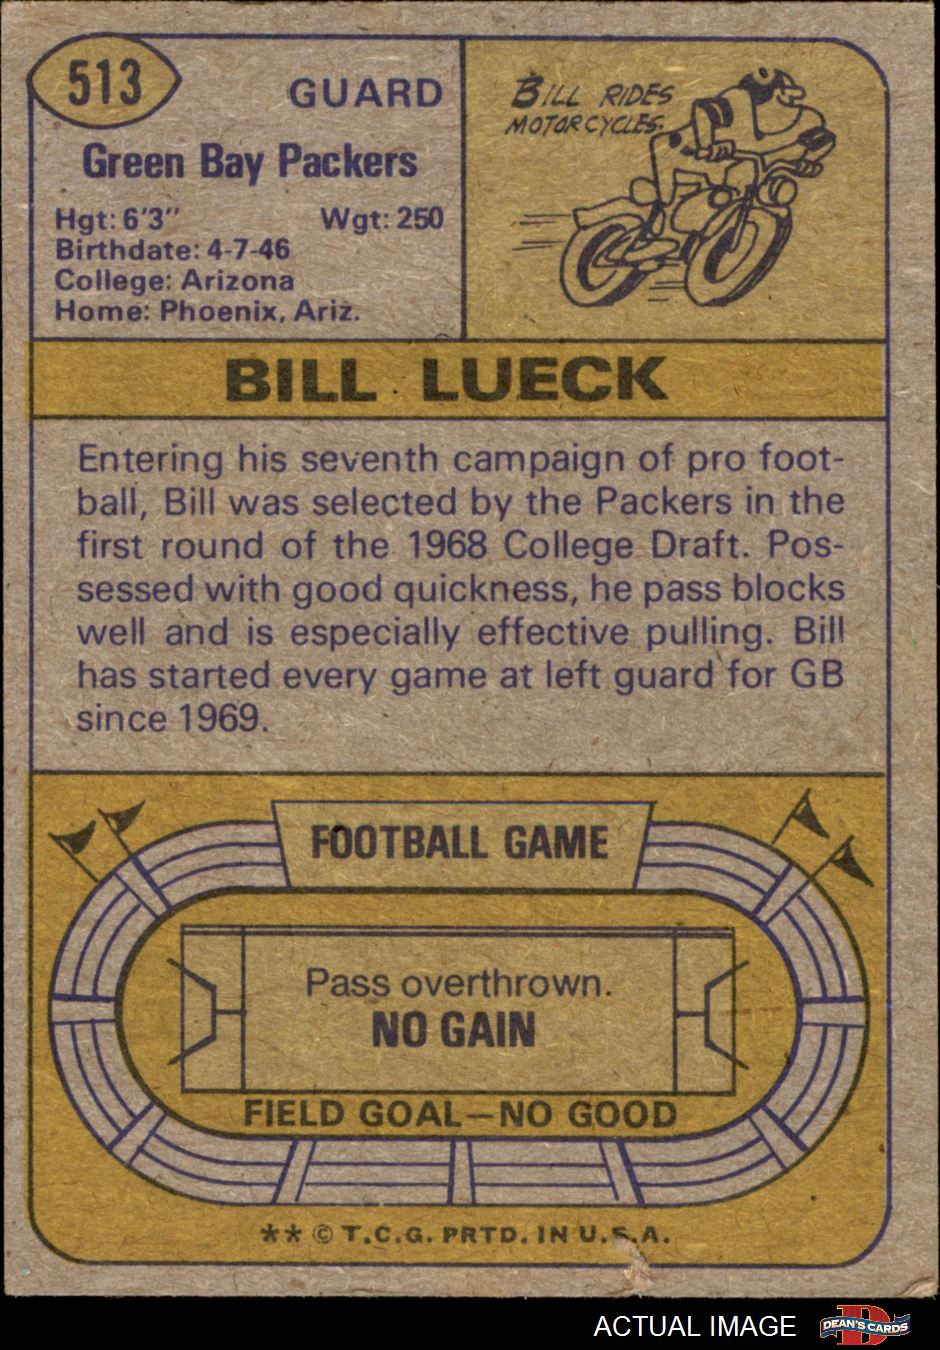 513
GUARD
Green Bay Packers
Hgt: 6'3" Wgt: 250
Birthdate: 4-7-46
College: Arizona
Home: Phoenix, Ariz.
BILL RIDES
MOTORCYCLES.
BILL LUECK
Entering his seventh campaign of pro foot-
ball, Bill was selected by the Packers in the
first round of the 1968 College Draft. Pos-
sessed with good quickness, he pass blocks
well and is especially effective pulling. Bill
has started every game at left guard for GB
since 1969.
FOOTBALL GAME
Pass overthrown.
NO GAIN
FIELD GOAL—NO GOOD
** © T.C.G. PRTD. IN U.S.A.
ACTUAL IMAGE
D
DEAN'S CARDS